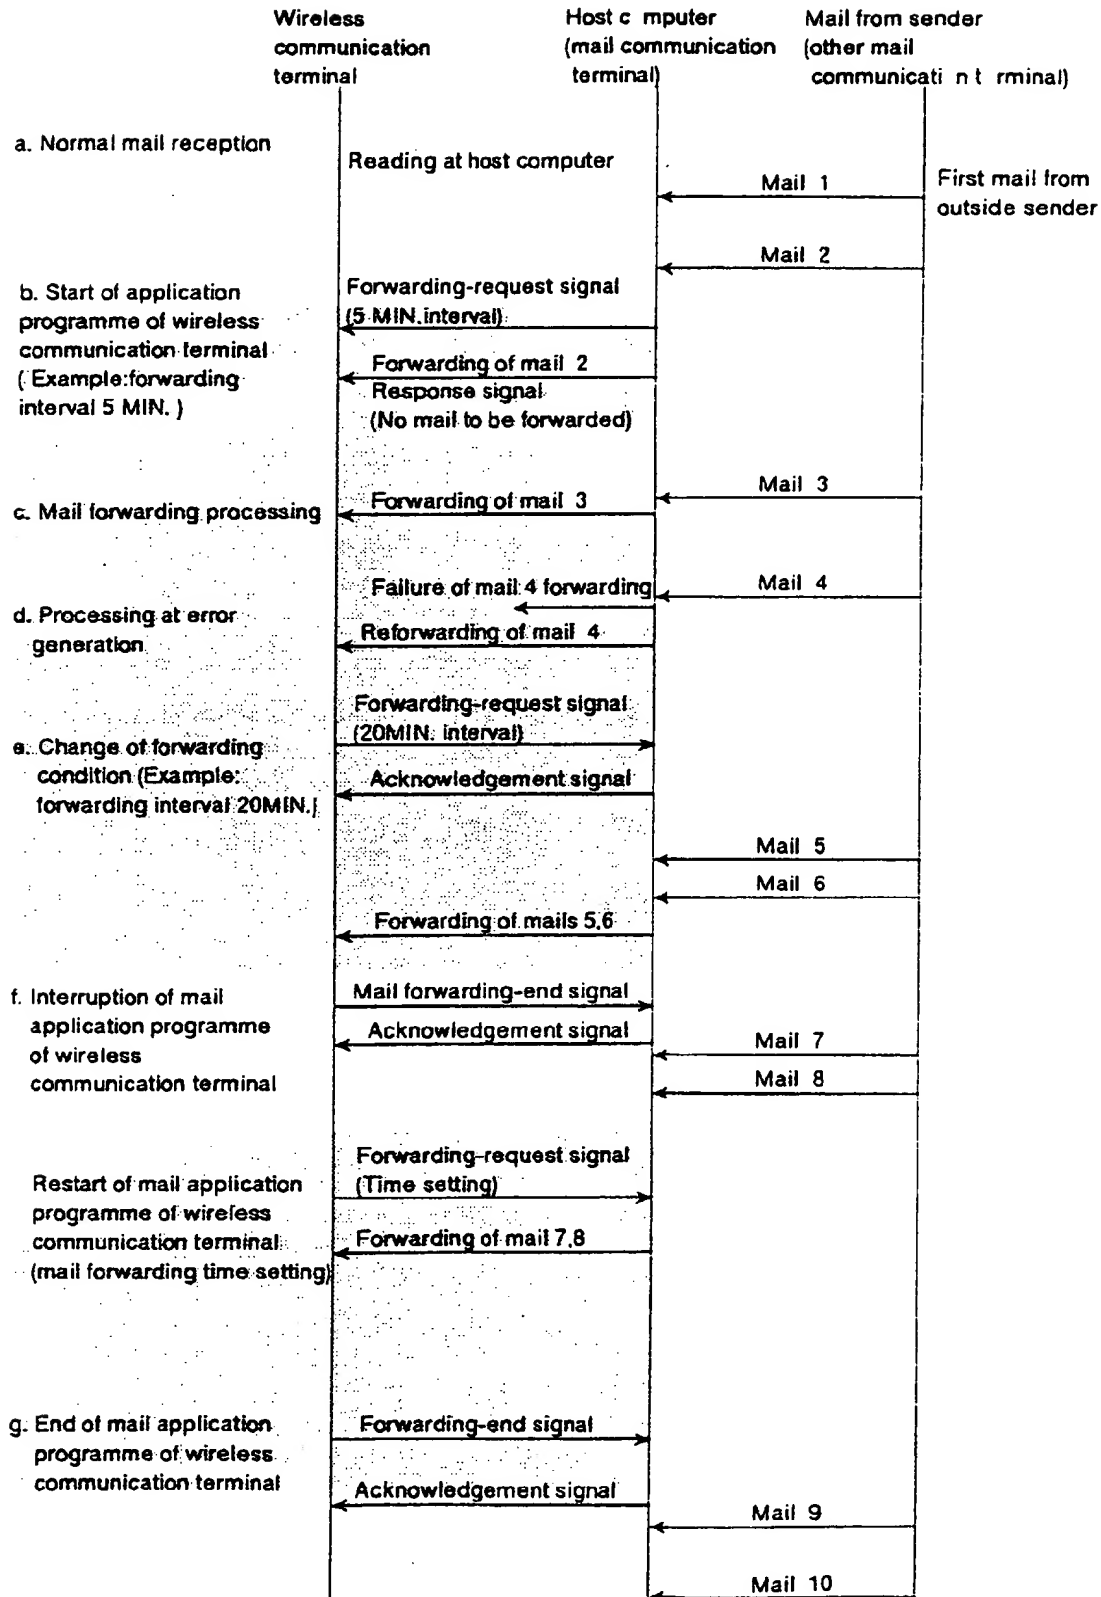 Wireless
communication
terminal
Host c mputer
(mail communication
terminal)
Mail from sender
(other mail
communicati n t rminal)
a. Normal mail reception
Reading at host computer
Mail 1
First mail from
outside sender
Mail 2
b. Start of application
programme of wireless
communication terminal
( Example:forwarding
interval 5 MIN. )
Forwarding-request signal
(5 MIN.interval)
Forwarding of mail 2
Response signal
(No mail to be forwarded)
Mail 3
c. Mail forwarding processing
Forwarding of mail 3
Failure of mail 4 forwarding
Mail 4
d. Processing at error
generation
Reforwarding of mail 4
Forwarding-request signal
(20MIN. interval)
e. Change of forwarding
condition (Example:
forwarding interval 20MIN.)
Acknowledgement signal
Mail 5
Mail 6
Forwarding of mails 5,6
f. Interruption of mail
application programme
of wireless
communication terminal
Mail forwarding-end signal
Acknowledgement signal
Mail 7
Mail 8
Forwarding-request signal
(Time setting)
Restart of mail application
programme of wireless
communication terminal
(mail forwarding time setting)
Forwarding of mail 7,8
g. End of mail application
programme of wireless
communication terminal
Forwarding-end signal
Acknowledgement signal
Mail 9
Mail 10